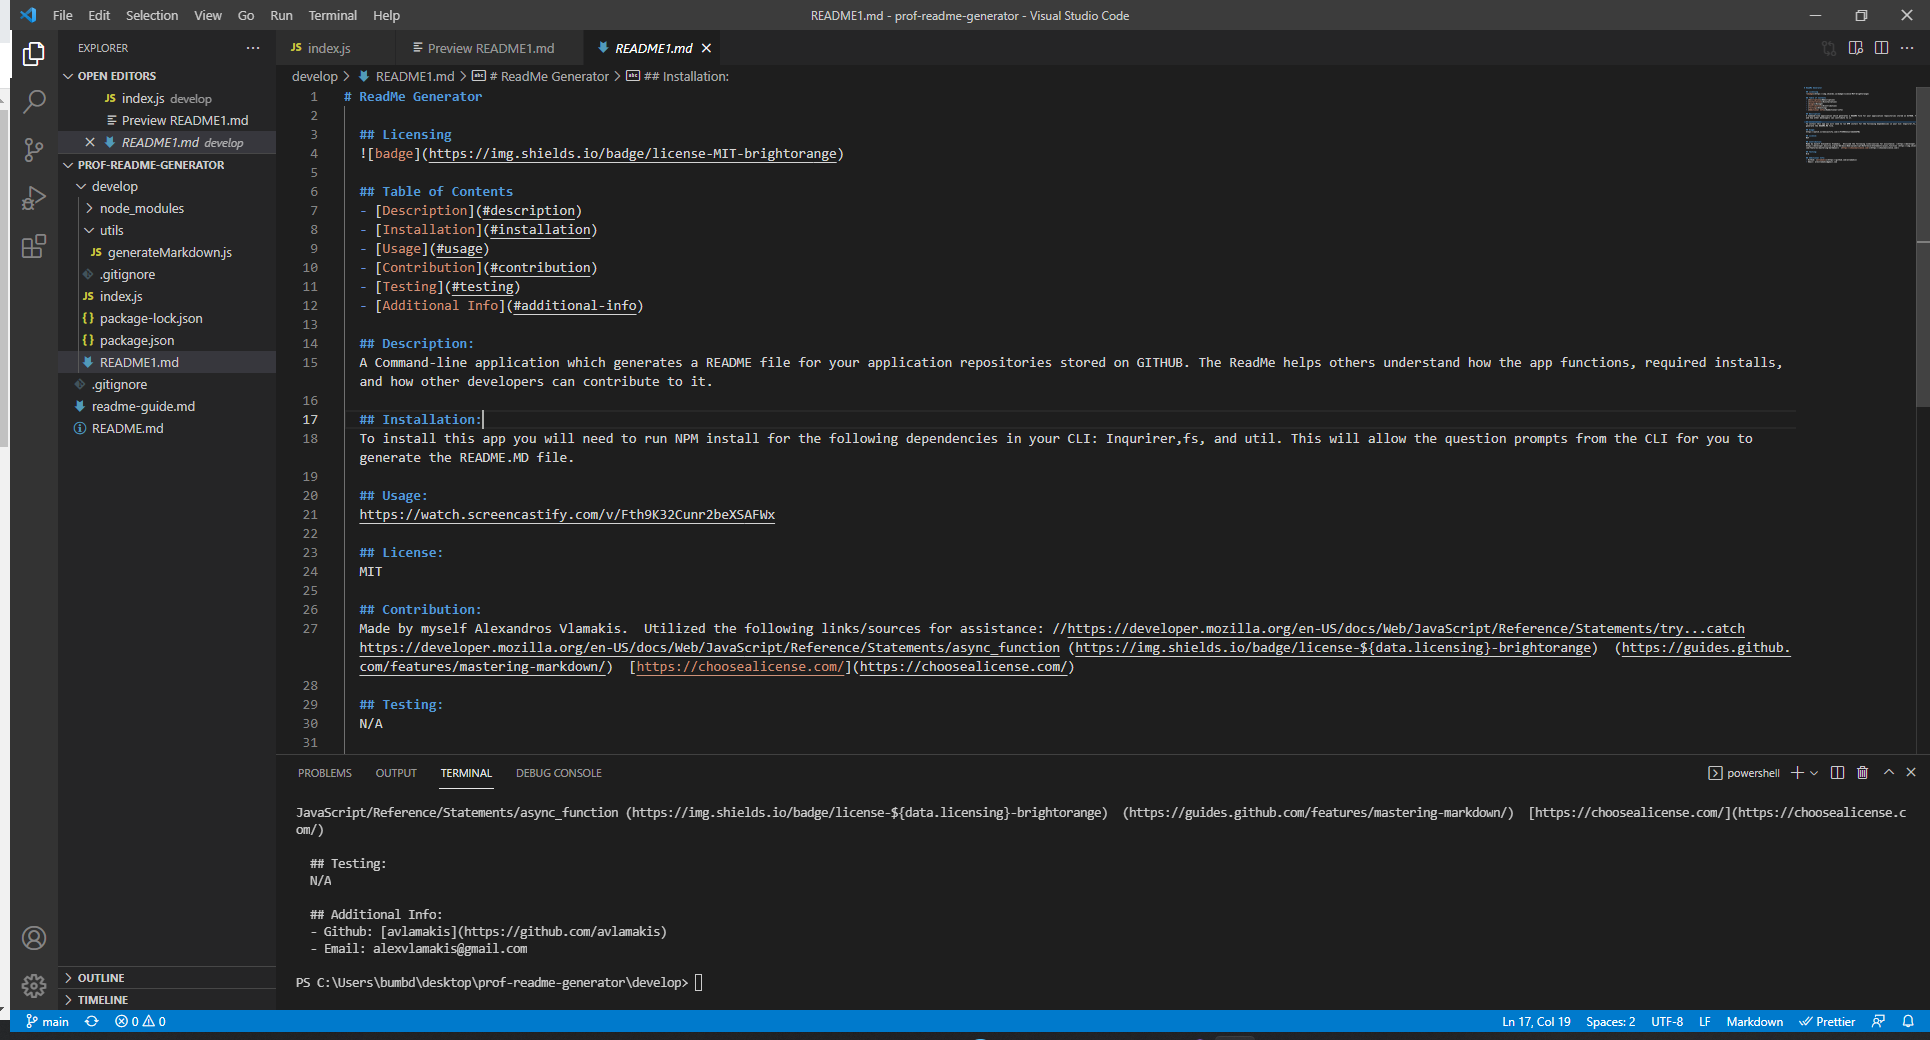 File Edit Selection View Go Run Terminal Help README1.md - prof-readme-generator - Visual Studio Code
EXPLORER
OPEN EDITORS
JS index.js develop
Preview README1.md
README1.md develop
PROF-README-GENERATOR
develop
node_modules
utils
JS generateMarkdown.js
.gitignore
JS index.js
{} package-lock.json
{} package.json
README1.md
.gitignore
readme-guide.md
README.md
OUTLINE
TIMELINE
JS index.js Preview README1.md README1.md
develop > README1.md > # ReadMe Generator > ## Installation:
1 # ReadMe Generator
2
3 ## Licensing
4 ![badge](https://img.shields.io/badge/license-MIT-brightorange)
5
6 ## Table of Contents
7 - [Description](#description)
8 - [Installation](#installation)
9 - [Usage](#usage)
10 - [Contribution](#contribution)
11 - [Testing](#testing)
12 - [Additional Info](#additional-info)
13
14 ## Description:
15 A Command-line application which generates a README file for your application repositories stored on GITHUB. The ReadMe helps others understand how the app functions, required installs,
and how other developers can contribute to it.
16
17 ## Installation:
18 To install this app you will need to run NPM install for the following dependencies in your CLI: Inqurirer,fs, and util. This will allow the question prompts from the CLI for you to
generate the README.MD file.
19
20 ## Usage:
21 https://watch.screencastify.com/v/Fth9K32Cunr2beXSAFWx
22
23 ## License:
24 MIT
25
26 ## Contribution:
27 Made by myself Alexandros Vlamakis.  Utilized the following links/sources for assistance: //https://developer.mozilla.org/en-US/docs/Web/JavaScript/Reference/Statements/try...catch
https://developer.mozilla.org/en-US/docs/Web/JavaScript/Reference/Statements/async_function (https://img.shields.io/badge/license-${data.licensing}-brightorange)  (https://guides.github.
com/features/mastering-markdown/)  [https://choosealicense.com/](https://choosealicense.com/)
28
29 ## Testing:
30 N/A
31
PROBLEMS OUTPUT TERMINAL DEBUG CONSOLE powershell
JavaScript/Reference/Statements/async_function (https://img.shields.io/badge/license-${data.licensing}-brightorange)  (https://guides.github.com/features/mastering-markdown/)  [https://choosealicense.com/](https://choosealicense.c
om/)
## Testing:
N/A
## Additional Info:
- Github: [avlamakis](https://github.com/avlamakis)
- Email: alexvlamakis@gmail.com
PS C:\Users\bumbd\desktop\prof-readme-generator\develop>
main 0 0 Ln 17, Col 19 Spaces: 2 UTF-8 LF Markdown Prettier